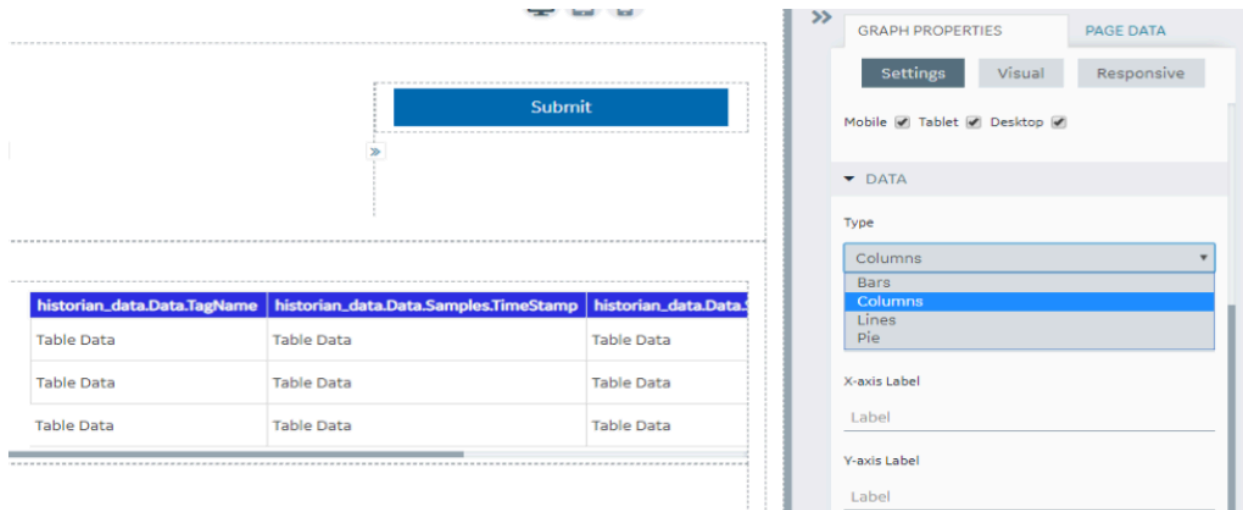 Submit
historian_data.Data.TagName historian_data.Data.Samples.TimeStamp historian_data.Data.
Table Data Table Data Table Data
Table Data Table Data Table Data
Table Data Table Data Table Data
GRAPH PROPERTIES PAGE DATA
Settings Visual Responsive
Mobile Tablet Desktop
DATA
Type
Columns
Bars
Columns
Lines
Pie
X-axis Label
Label
Y-axis Label
Label